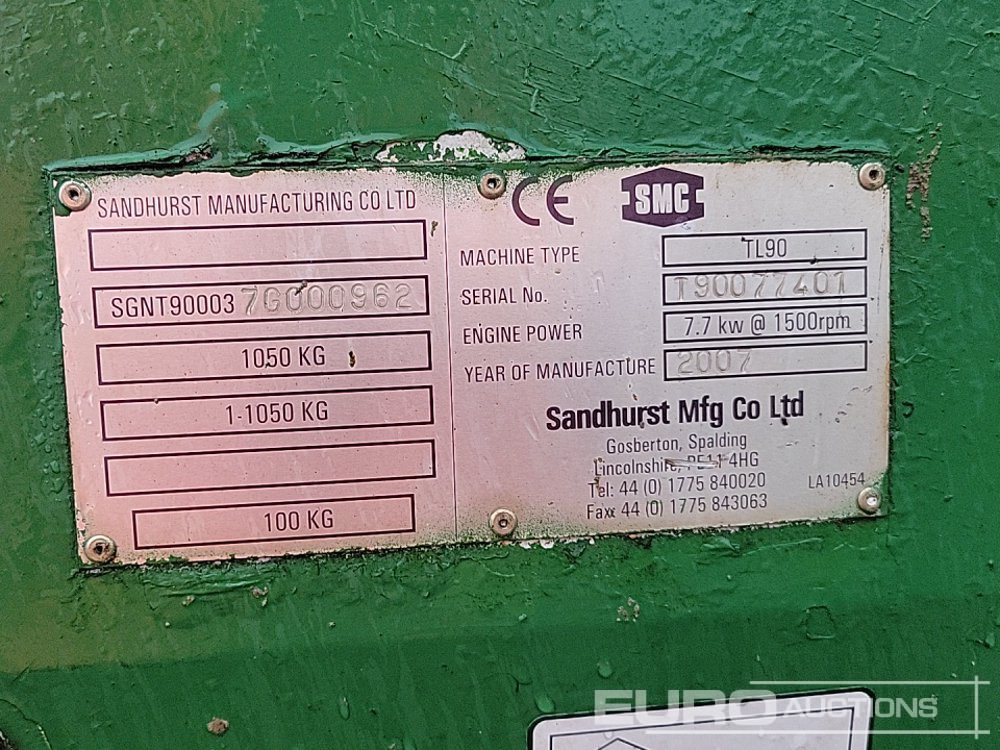 SANDHURST MANUFACTURING CO LTD
SGNT90003 7G000962
1050 KG
1-1050 KG
100 KG
CE SMC
MACHINE TYPE TL90
SERIAL No. T90077401
ENGINE POWER 7.7 kw @ 1500rpm
YEAR OF MANUFACTURE 2007
Sandhurst Mfg Co Ltd
Gosberton, Spalding
Lincolnshire, PE11 4HG
Tel: 44 (0) 1775 840020
Fax: 44 (0) 1775 843063
LA10454
EURO AUCTIONS